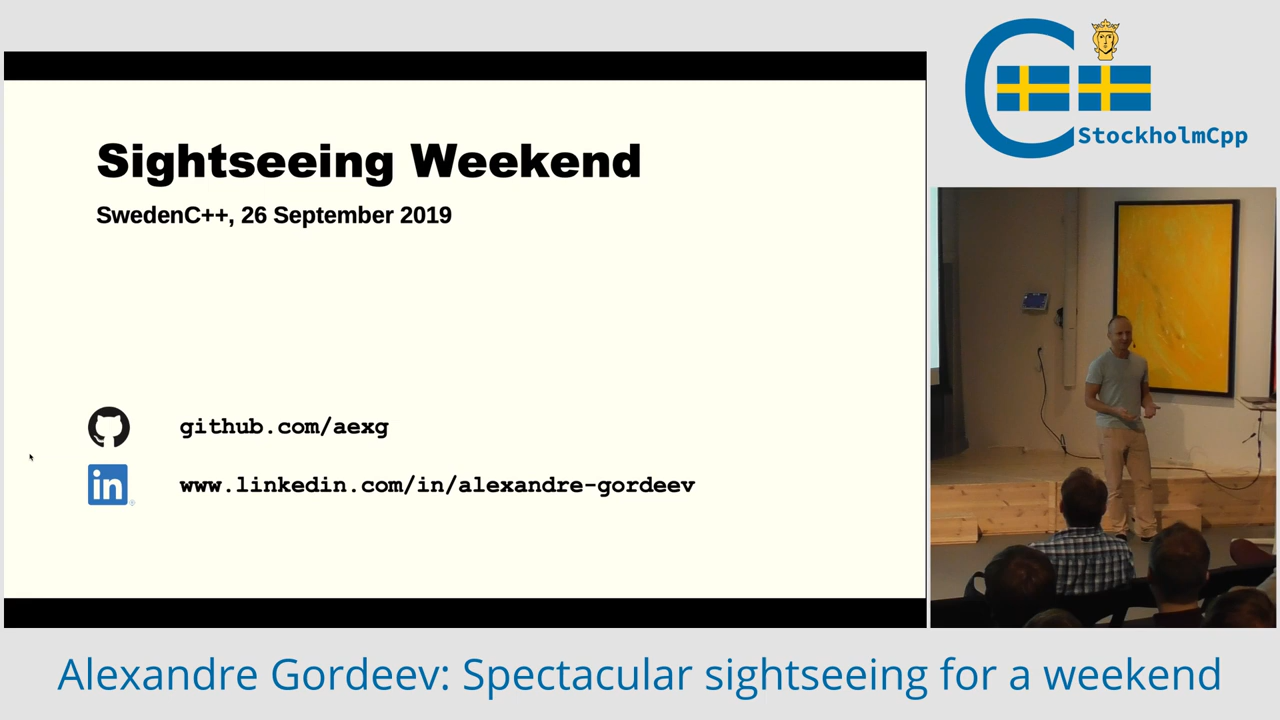 Sightseeing Weekend
SwedenC++, 26 September 2019
github.com/aexg
in
www.linkedin.com/in/alexandre-gordeev
StockholmCpp
Alexandre Gordeev: Spectacular sightseeing for a weekend